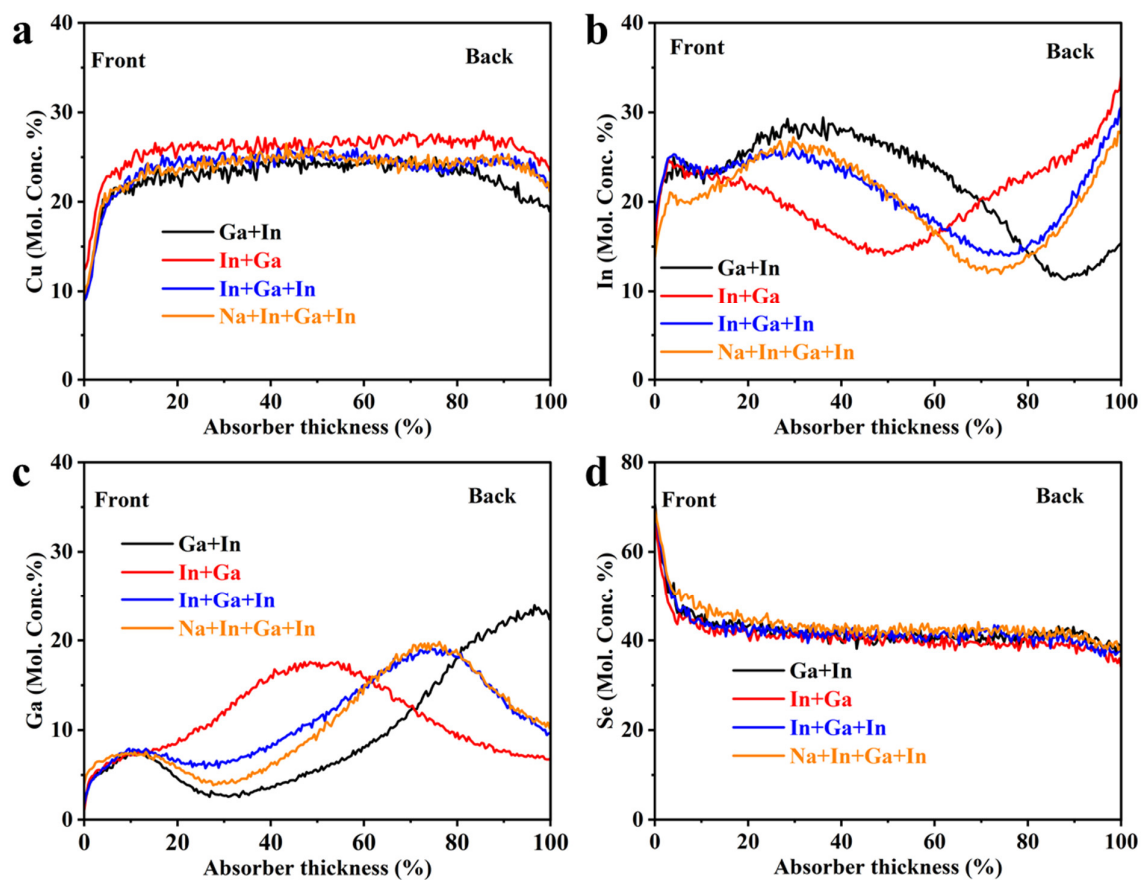 a
Front
Back
Cu (Mol. Conc. %)
40
30
20
10
0
Ga+In
In+Ga
In+Ga+In
Na+In+Ga+In
0 20 40 60 80 100
Absorber thickness (%)
b
Front
Back
In (Mol. Conc. %)
40
30
20
10
0
Ga+In
In+Ga
In+Ga+In
Na+In+Ga+In
0 20 40 60 80 100
Absorber thickness (%)
c
Front
Back
Ga (Mol. Conc.%)
40
30
20
10
0
Ga+In
In+Ga
In+Ga+In
Na+In+Ga+In
0 20 40 60 80 100
Absorber thickness (%)
d
Front
Back
Se (Mol. Conc. %)
80
60
40
20
0
Ga+In
In+Ga
In+Ga+In
Na+In+Ga+In
0 20 40 60 80 100
Absorber thickness (%)